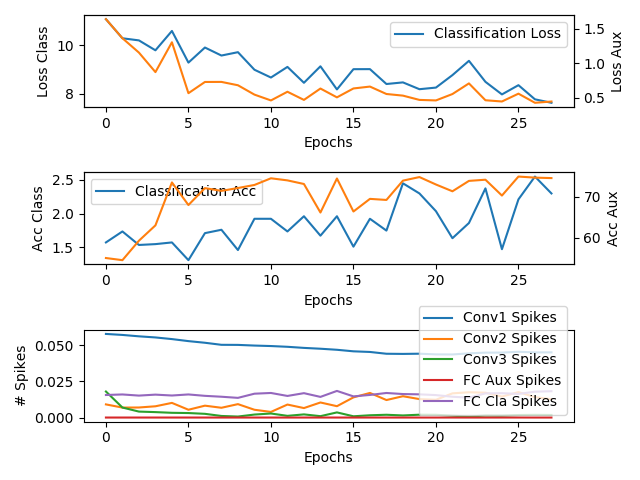 Loss Class
10
8
Classification Loss
1.5
1.0
0.5
Loss Aux
0 5 10 15 20 25
Epochs
Acc Class
2.5
2.0
1.5
Classification Acc
70
60
Acc Aux
0 5 10 15 20 25
Epochs
# Spikes
0.050
0.025
0.000
Conv1 Spikes
Conv2 Spikes
Conv3 Spikes
FC Aux Spikes
FC Cla Spikes
0 5 10 15 20 25
Epochs